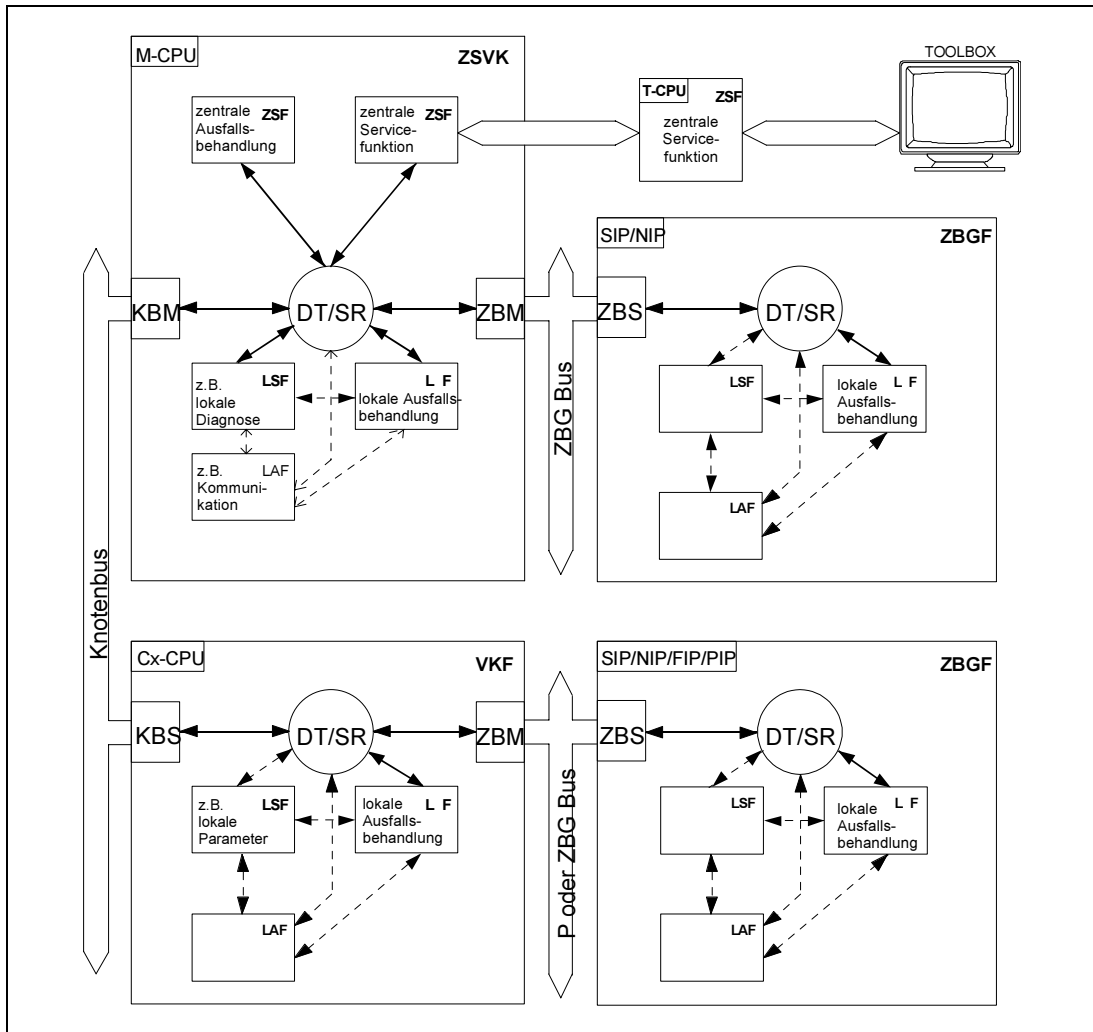 M-CPU
ZSVK
zentrale ZSF
Ausfalls-
behandlung
zentrale ZSF
Service-
funktion
T-CPU
ZSF
zentrale
Service-
funktion
TOOLBOX
KBM
DT/SR
ZBM
z.B. LSF
lokale
Diagnose
L F
lokale Ausfalls-
behandlung
z.B. LAF
Kommuni-
kation
ZBG Bus
SIP/NIP
ZBGF
ZBS
DT/SR
LSF
lokale L F
Ausfalls-
behandlung
LAF
Knotenbus
Cx-CPU
VKF
KBS
DT/SR
ZBM
z.B. LSF
lokale
Parameter
lokale L F
Ausfalls-
behandlung
LAF
P oder ZBG Bus
SIP/NIP/FIP/PIP
ZBGF
ZBS
DT/SR
LSF
lokale L F
Ausfalls-
behandlung
LAF